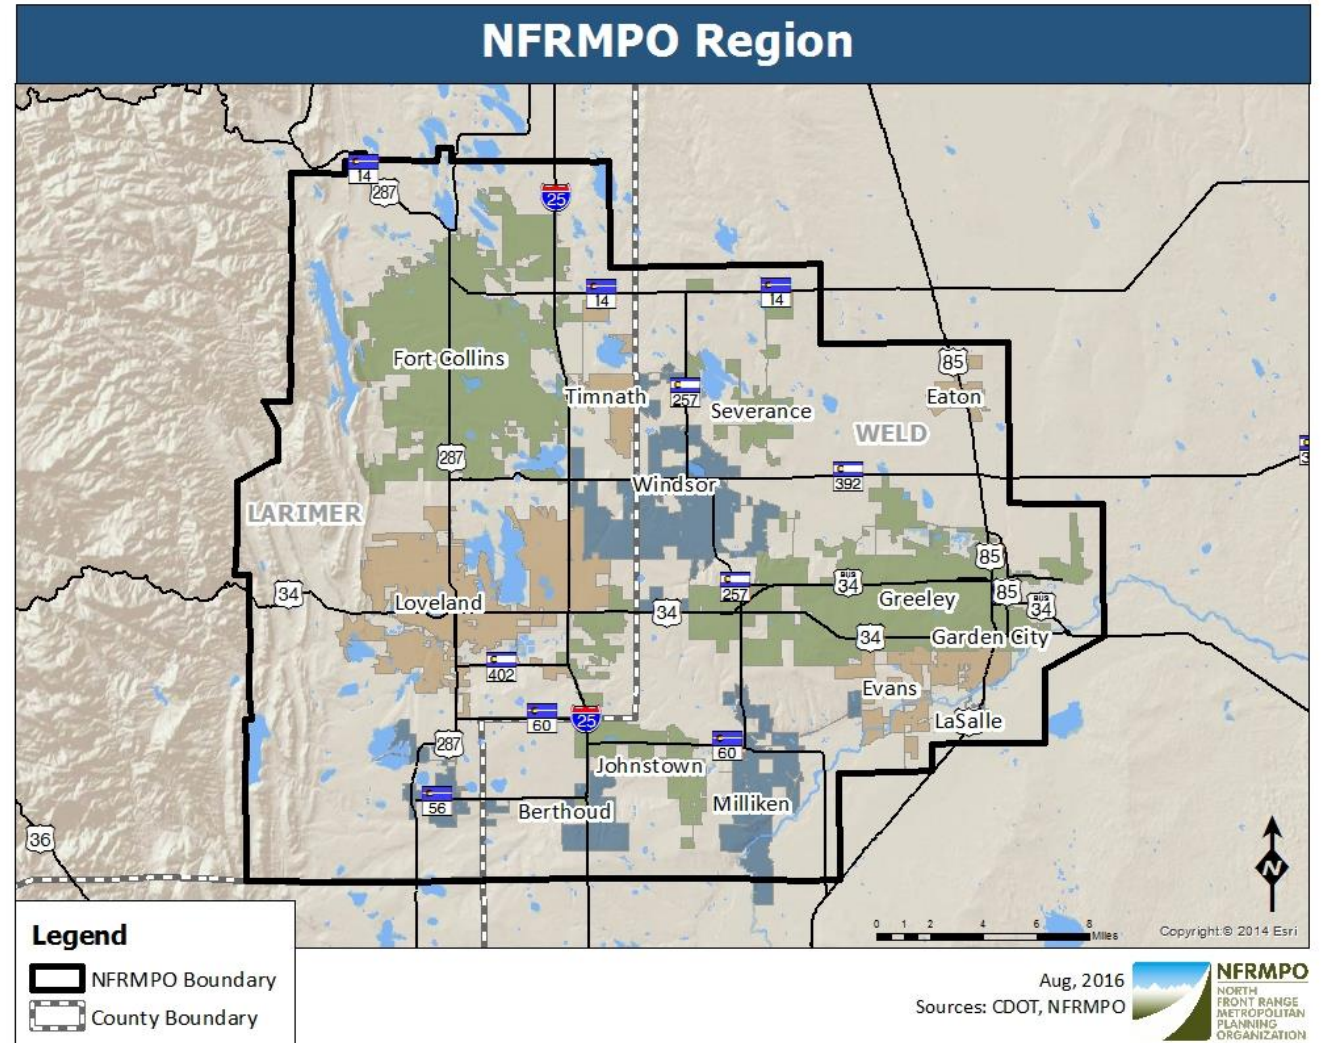 NFRMPO Region
14
287
25
14
14
Fort Collins
85
Timnath
257
Severance
Eaton
WELD
287
Windsor
392
3
LARIMER
85
34
257
BUS
34
85
BUS
34
Loveland
Greeley
34
34
Garden City
402
Evans
60
25
LaSalle
287
60
Johnstown
56
Berthoud
Milliken
36
N
0 1 2 4 6 8
Miles
Copyright:© 2014 Esri
Legend
NFRMPO Boundary
County Boundary
Aug, 2016
Sources: CDOT, NFRMPO
NFRMPO
NORTH
FRONT RANGE
METROPOLITAN
PLANNING
ORGANIZATION